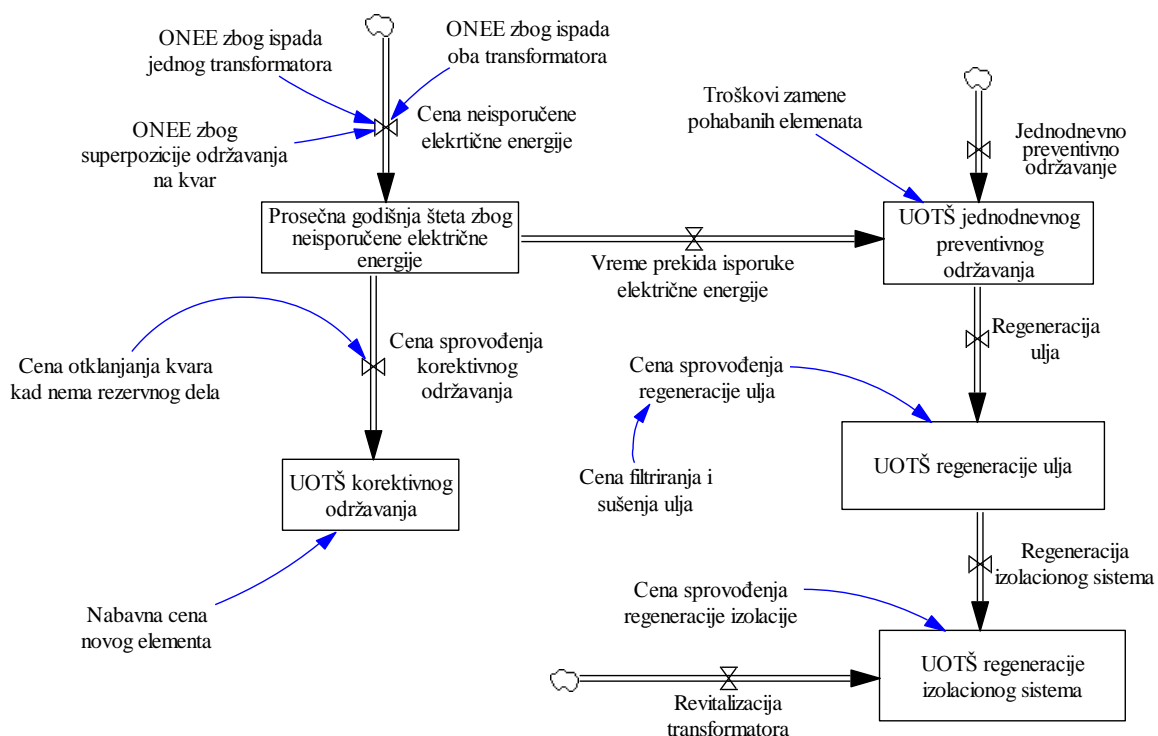 ONEE zbog ispada
jednog transformatora
ONEE zbog ispada
oba transformatora
ONEE zbog
superpozicije održavanja
na kvar
Cena neisporučene
elekrtične energije
Troškovi zamene
pohabanih elemenata
Jednodnevno
preventivno
održavanje
Prosečna godišnja šteta zbog
neisporučene električne
energije
Vreme prekida isporuke
električne energije
UOTŠ jednodnevnog
preventivnog
održavanja
Cena otklanjanja kvara
kad nema rezervnog dela
Cena sprovođenja
korektivnog
održavanja
Regeneracija
ulja
Cena sprovođenja
regeneracije ulja
Cena filtriranja i
sušenja ulja
UOTŠ regeneracije ulja
UOTŠ korektivnog
održavanja
Nabavna cena
novog elementa
Regeneracija
izolacionog sistema
Cena sprovođenja
regeneracije izolacije
UOTŠ regeneracije
izolacionog sistema
Revitalizacija
transformatora